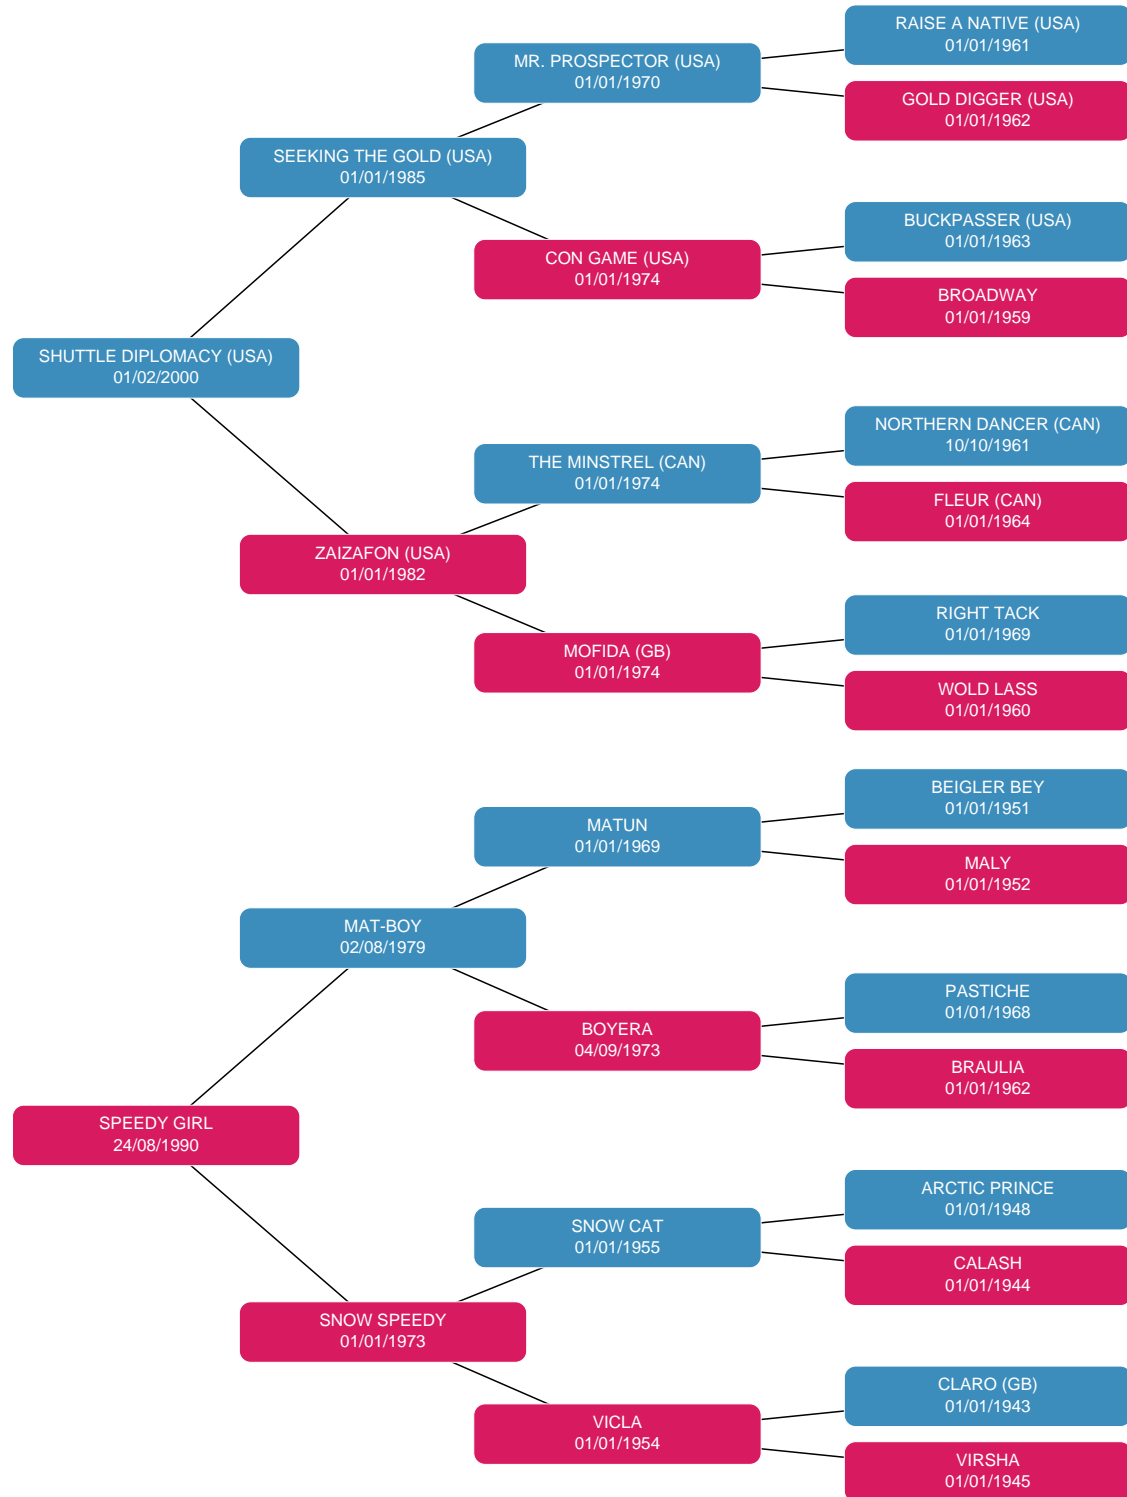 RAISE A NATIVE (USA)
01/01/1961
MR. PROSPECTOR (USA)
01/01/1970
GOLD DIGGER (USA)
01/01/1962
SEEKING THE GOLD (USA)
01/01/1985
BUCKPASSER (USA)
01/01/1963
CON GAME (USA)
01/01/1974
BROADWAY
01/01/1959
SHUTTLE DIPLOMACY (USA)
01/02/2000
NORTHERN DANCER (CAN)
10/10/1961
THE MINSTREL (CAN)
01/01/1974
FLEUR (CAN)
01/01/1964
ZAIZAFON (USA)
01/01/1982
RIGHT TACK
01/01/1969
MOFIDA (GB)
01/01/1974
WOLD LASS
01/01/1960
BEIGLER BEY
01/01/1951
MATUN
01/01/1969
MALY
01/01/1952
MAT-BOY
02/08/1979
PASTICHE
01/01/1968
BOYERA
04/09/1973
BRAULIA
01/01/1962
SPEEDY GIRL
24/08/1990
ARCTIC PRINCE
01/01/1948
SNOW CAT
01/01/1955
CALASH
01/01/1944
SNOW SPEEDY
01/01/1973
CLARO (GB)
01/01/1943
VICLA
01/01/1954
VIRSHA
01/01/1945